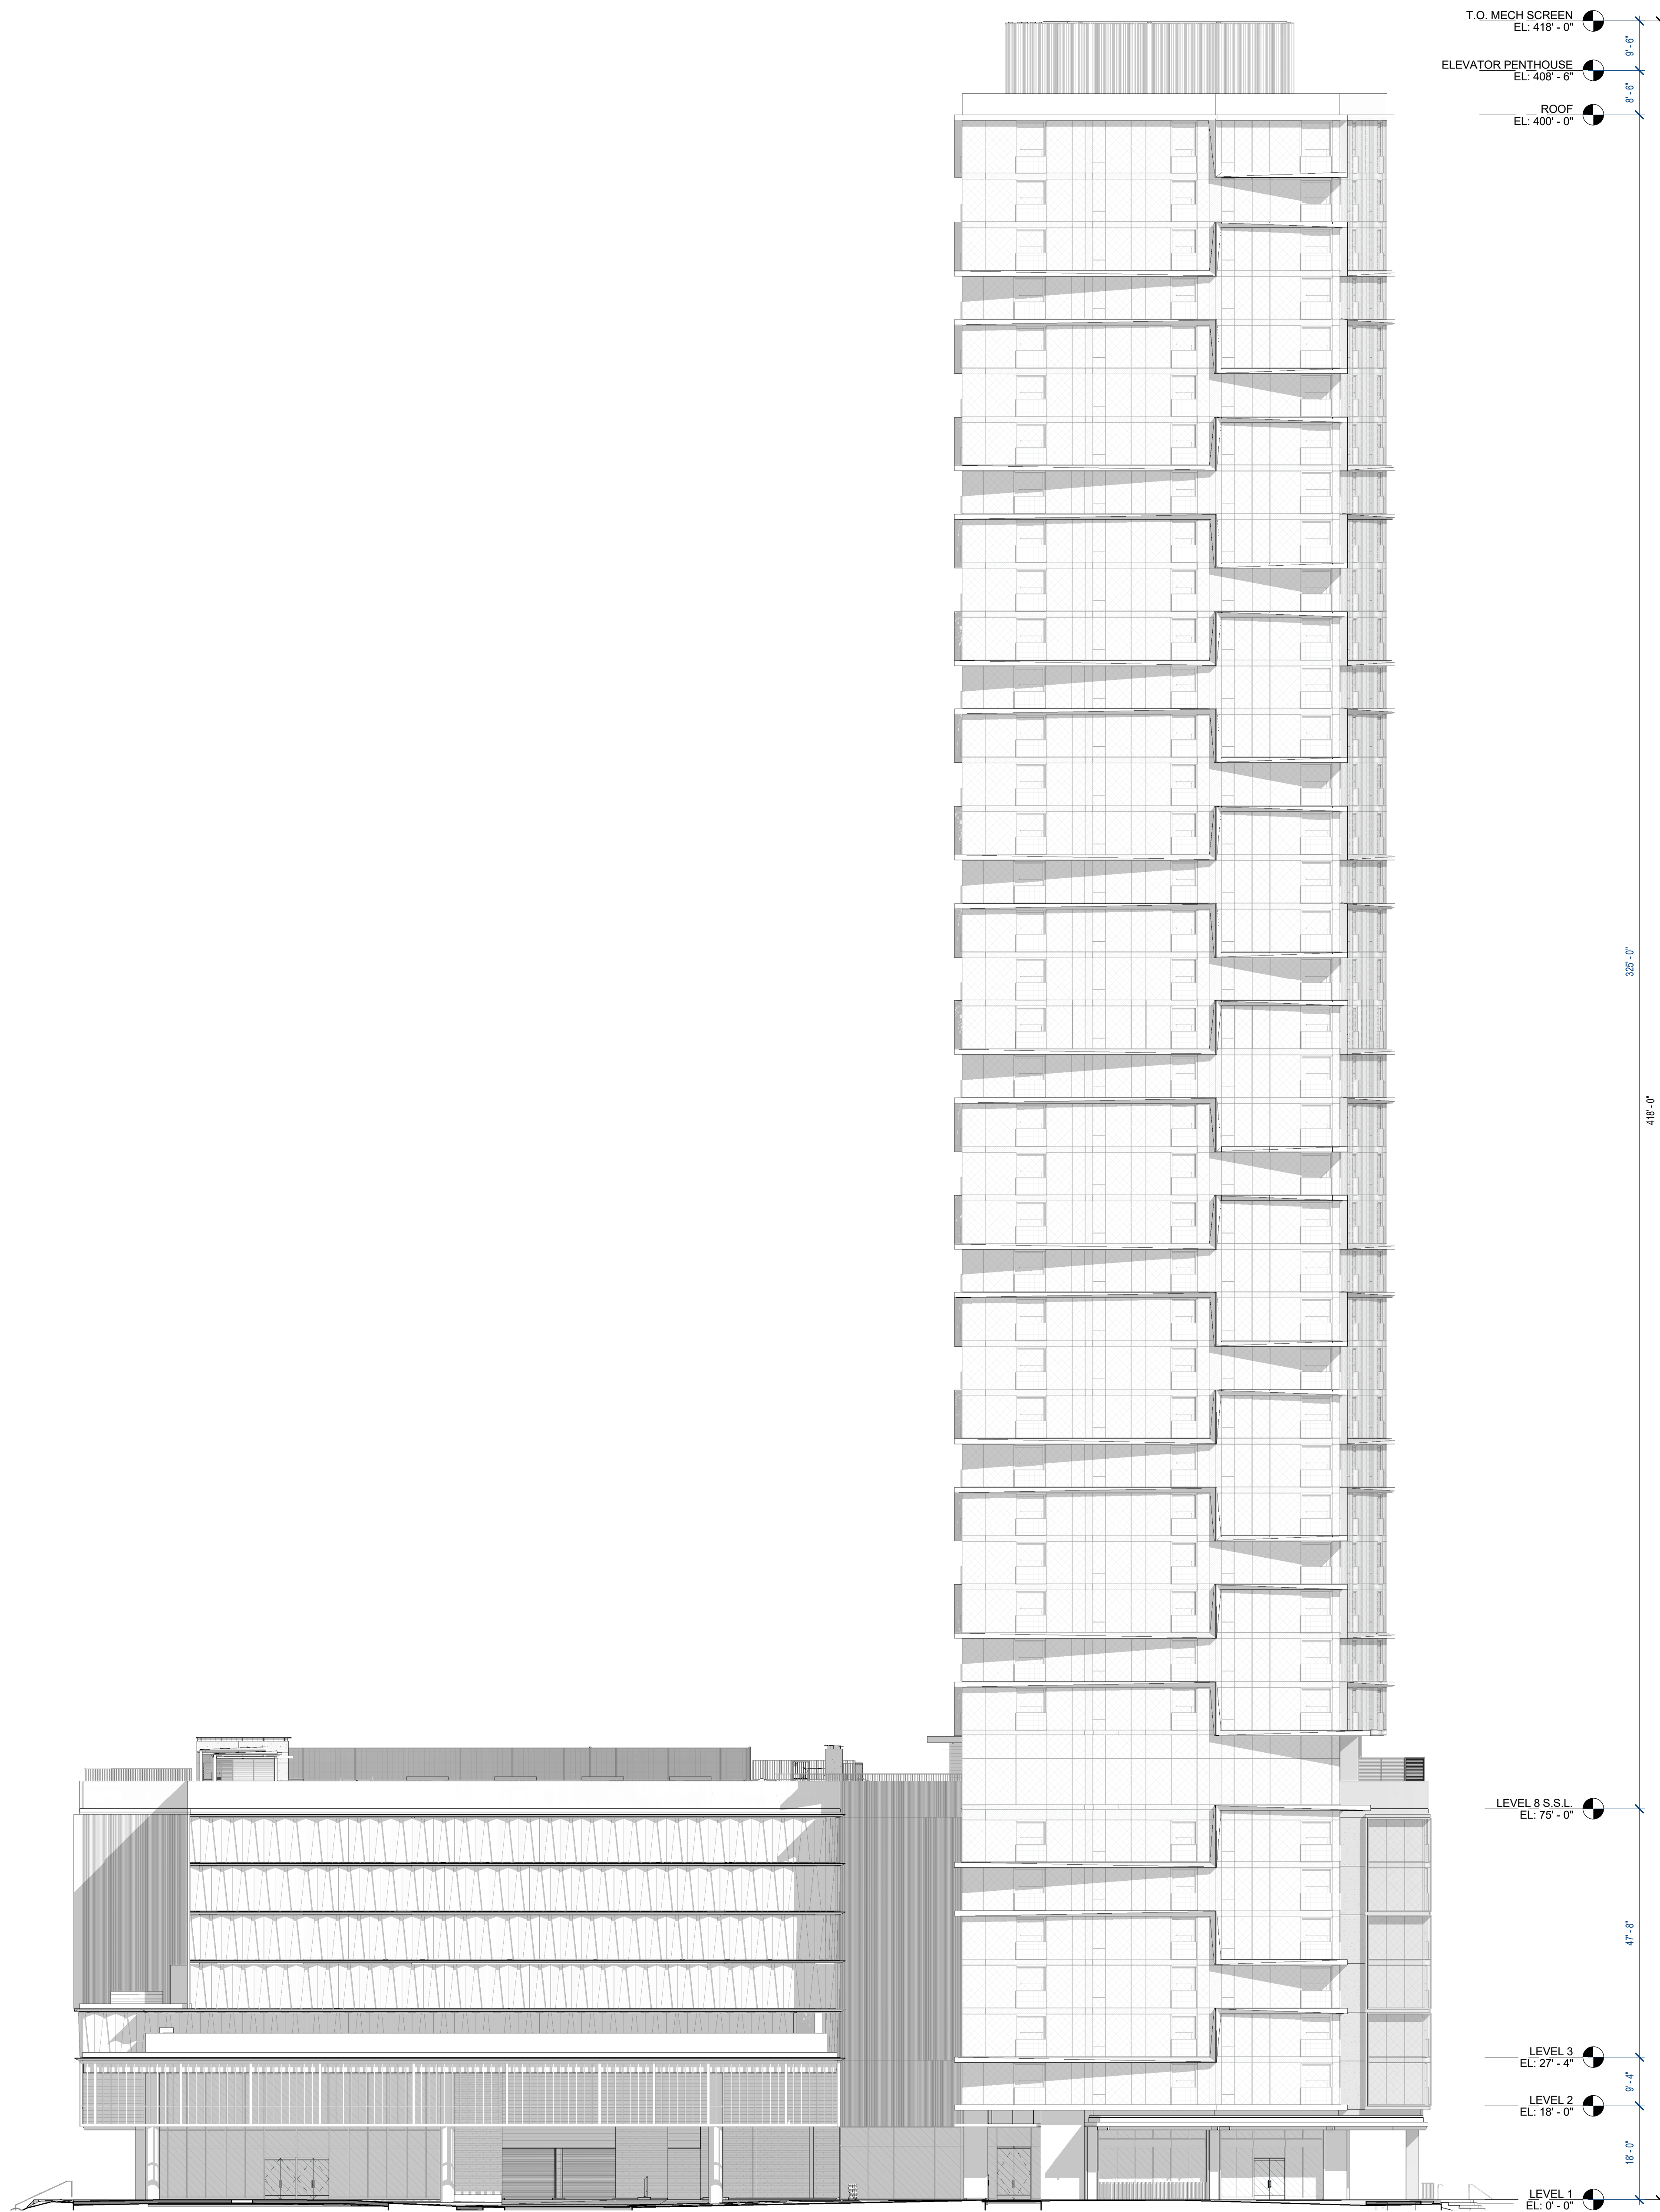 T.O. MECH SCREEN
EL: 418' - 0"
9' - 6"
ELEVATOR PENTHOUSE
EL: 408' - 6"
8' - 6"
ROOF
EL: 400' - 0"
325' - 0"
418' - 0"
LEVEL 8 S.S.L.
EL: 75' - 0"
47' - 8"
LEVEL 3
EL: 27' - 4"
9' - 4"
LEVEL 2
EL: 18' - 0"
18' - 0"
LEVEL 1
EL: 0' - 0"